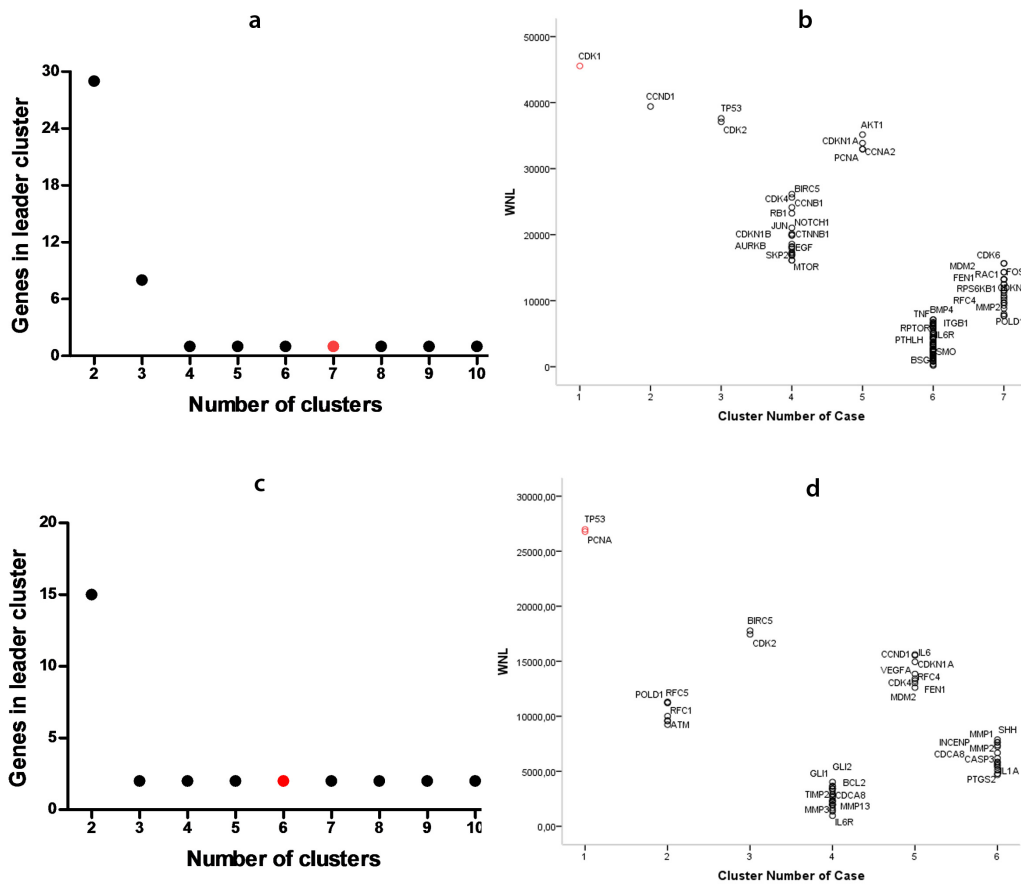 a
Genes in leader cluster
30
24
18
12
6
0
2 3 4 5 6 7 8 9 10
Number of clusters
b
WNL
50000
40000
30000
20000
10000
0
CDK1
CCND1
TP53
CDK2
AKT1
CDKN1A
CCNA2
PCNA
BIRC5
CDK4
CCNB1
RB1
JUN
NOTCH1
CDKN1B
CTNNB1
AURKB
EGF
SKP2
MTOR
CDK6
MDM2
RAC1
FOS
FEN1
RPS6KB1
RFC4
MMP2
POLD1
BMP4
TNF
ITGB1
RPTOR
IL6R
PTHLH
SMO
BSG
1 2 3 4 5 6 7
Cluster Number of Case
c
Genes in leader cluster
20
15
10
5
0
2 3 4 5 6 7 8 9 10
Number of clusters
d
WNL
30000,00
25000,00
20000,00
15000,00
10000,00
5000,00
0,00
TP53
PCNA
BIRC5
CDK2
CCND1
IL6
CDKN1A
VEGFA
RFC4
CDK4
FEN1
MDM2
POLD1
RFC5
RFC1
ATM
SHH
MMP1
INCENP
MMP2
CDCA8
CASP3
IL1A
PTGS2
GLI2
GLI1
BCL2
TIMP2
CDCA8
MMP13
MMP3
IL6R
1 2 3 4 5 6
Cluster Number of Case